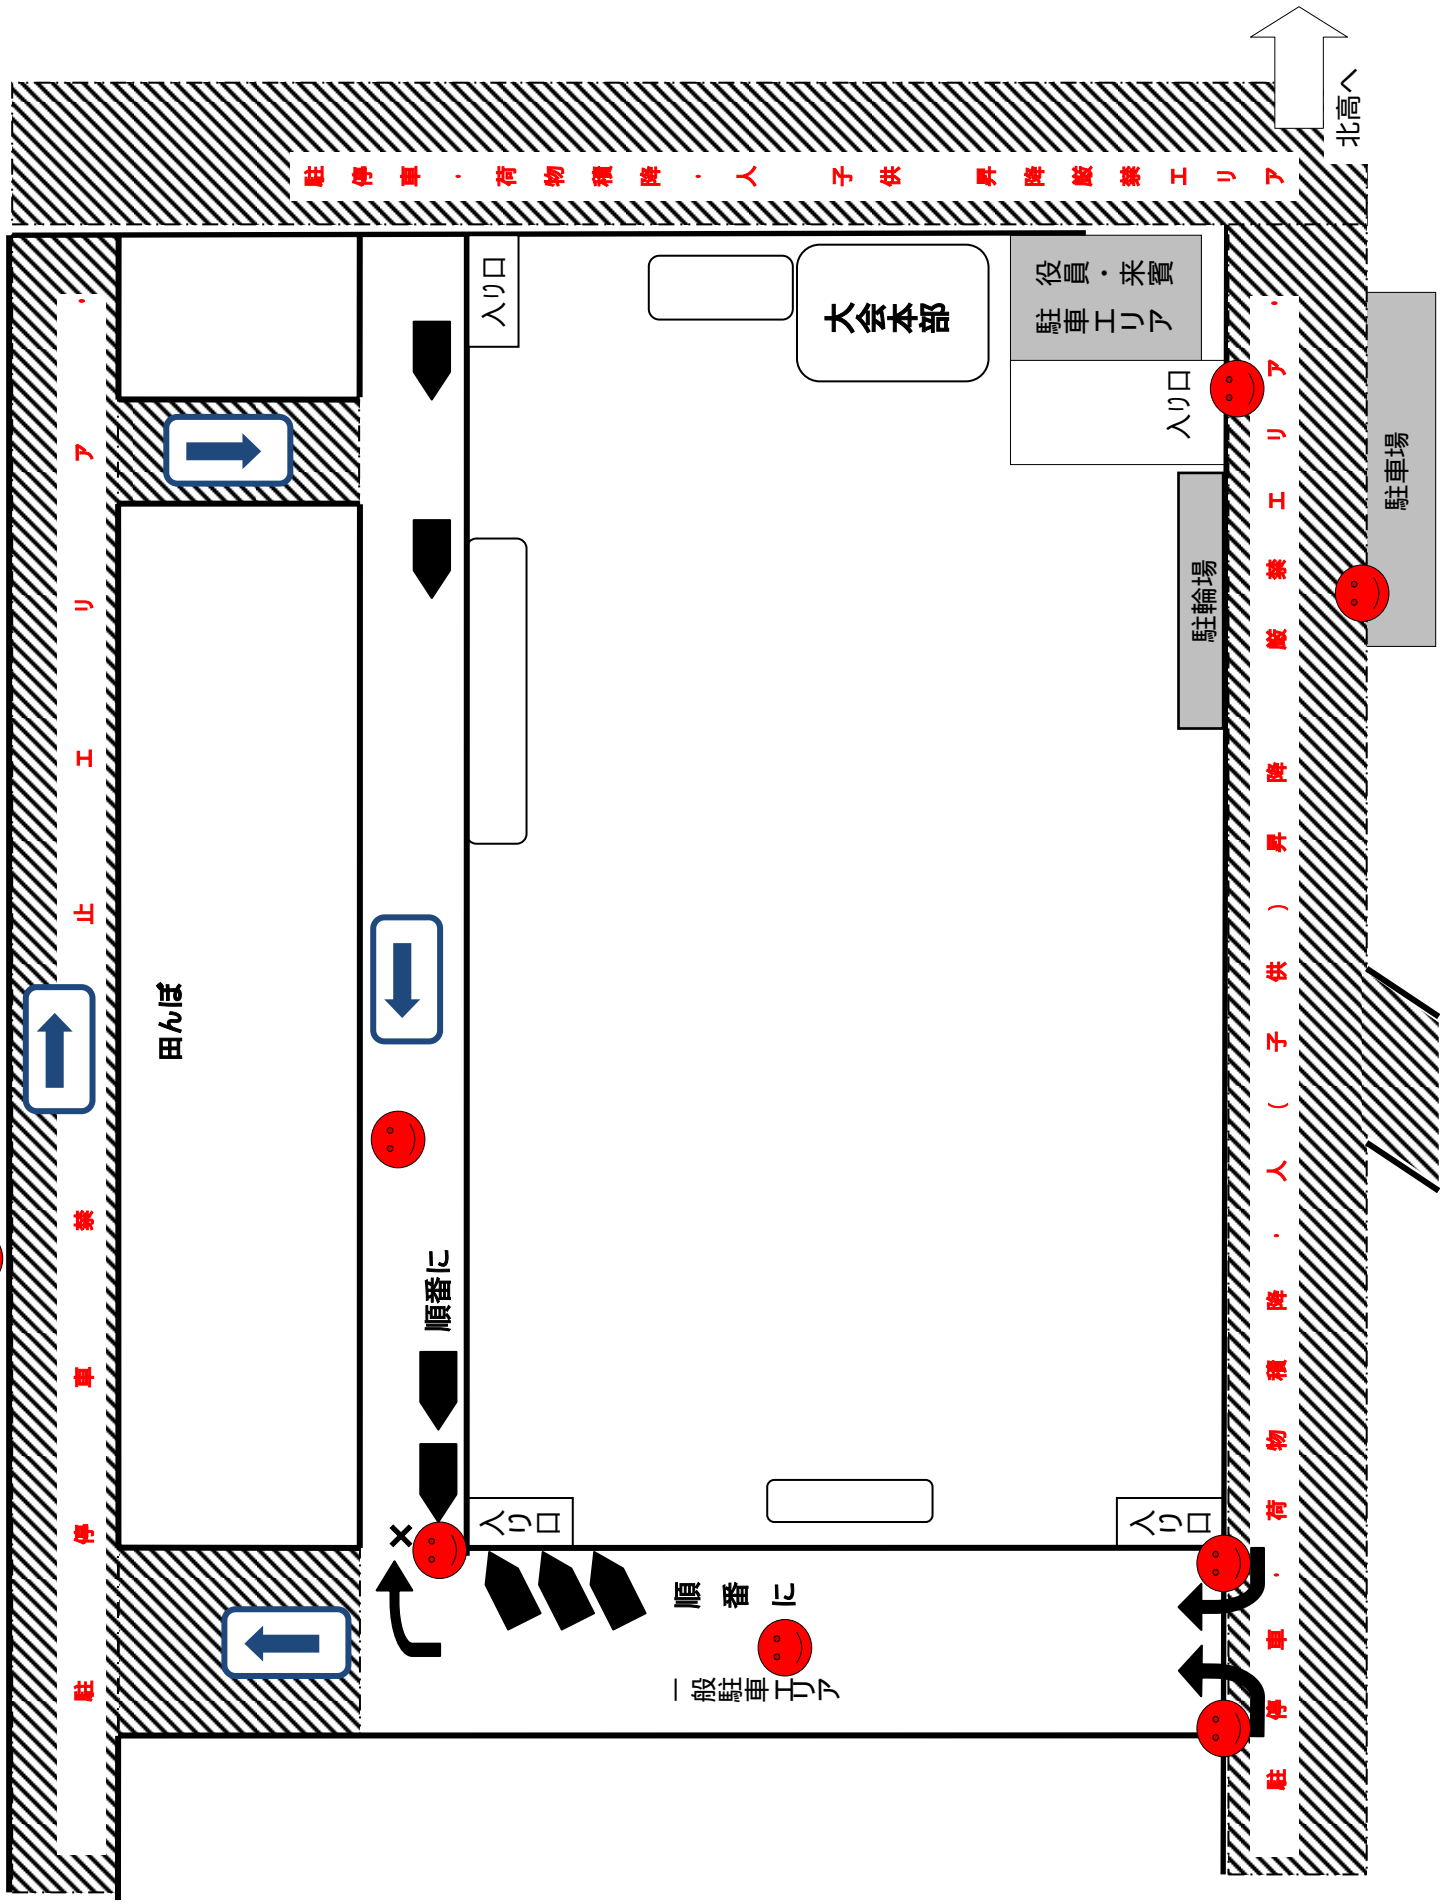 駐停車禁止エリア・
駐停車・荷物積降・人　子供　昇降厳禁エリア
北高へ
入り口
大会本部
役員・来賓
駐車エリア
入り口
駐車場
駐輪場
田んぼ
順番に
×
入り口
入り口
順番に
一般駐車エリア
駐停車・荷物積降・人(子供)昇降　厳禁エリア・